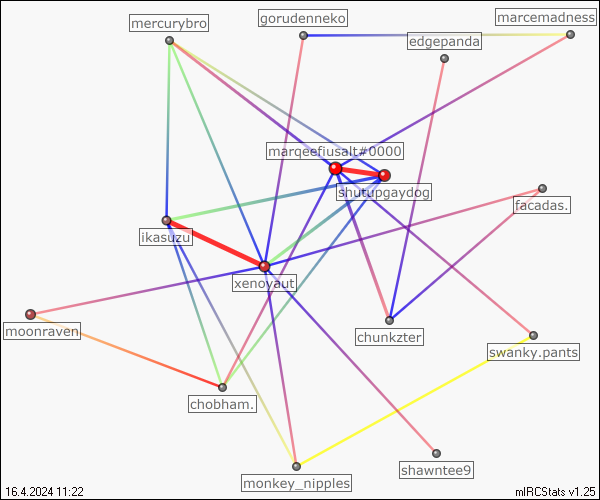 mercurybro
gorudenneko
marcemadness
edgepanda
marqeefiusalt#0000
shutupgaydog
facadas.
ikasuzu
xenoyaut
moonraven
chunkzter
swanky.pants
chobham.
shawntee9
monkey_nipples
16.4.2024 11:22
mIRCStats v1.25